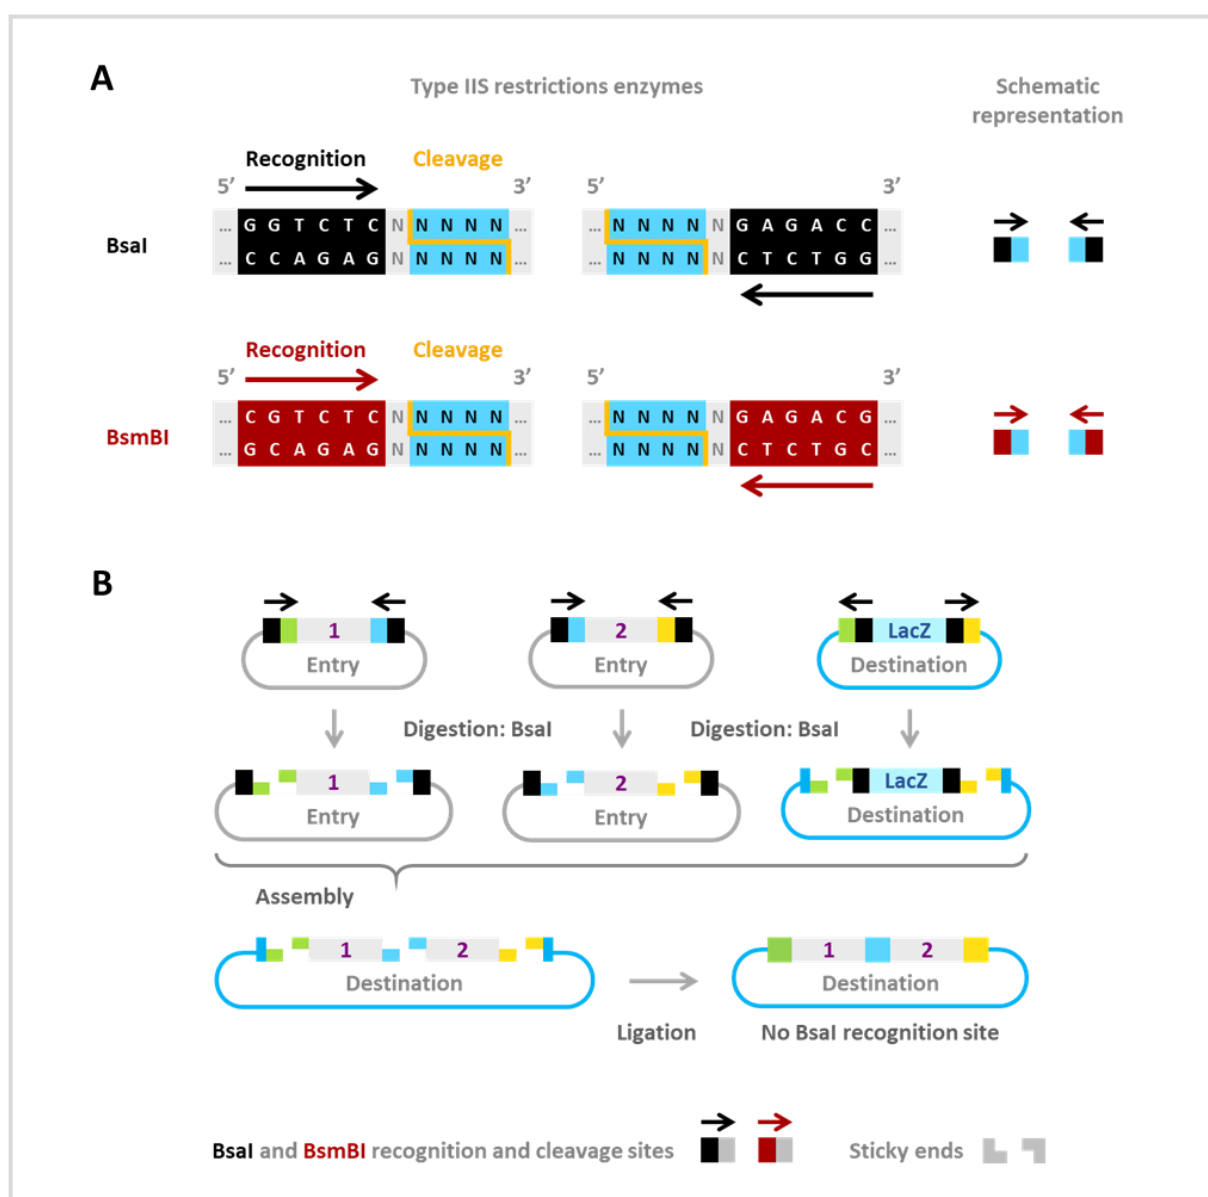 A
Type IIS restrictions enzymes
Schematic
representation
Recognition Cleavage
5’ 3’ 5’ 3’
BsaI
... G G T C T C N N N N N ...
... C C A G A G N N N N N ...
... N N N N N G A G A C C ...
... N N N N N C T C T G G ...
Recognition Cleavage
5’ 3’ 5’ 3’
BsmBI
... C G T C T C N N N N N ...
... G C A G A G N N N N N ...
... N N N N N G A G A C G ...
... N N N N N C T C T G C ...
B
1 2 LacZ
Entry Entry Destination
Digestion: BsaI Digestion: BsaI
1 2 LacZ
Entry Entry Destination
Assembly
1 2 1 2
Destination Destination
Ligation No BsaI recognition site
BsaI and BsmBI recognition and cleavage sites Sticky ends